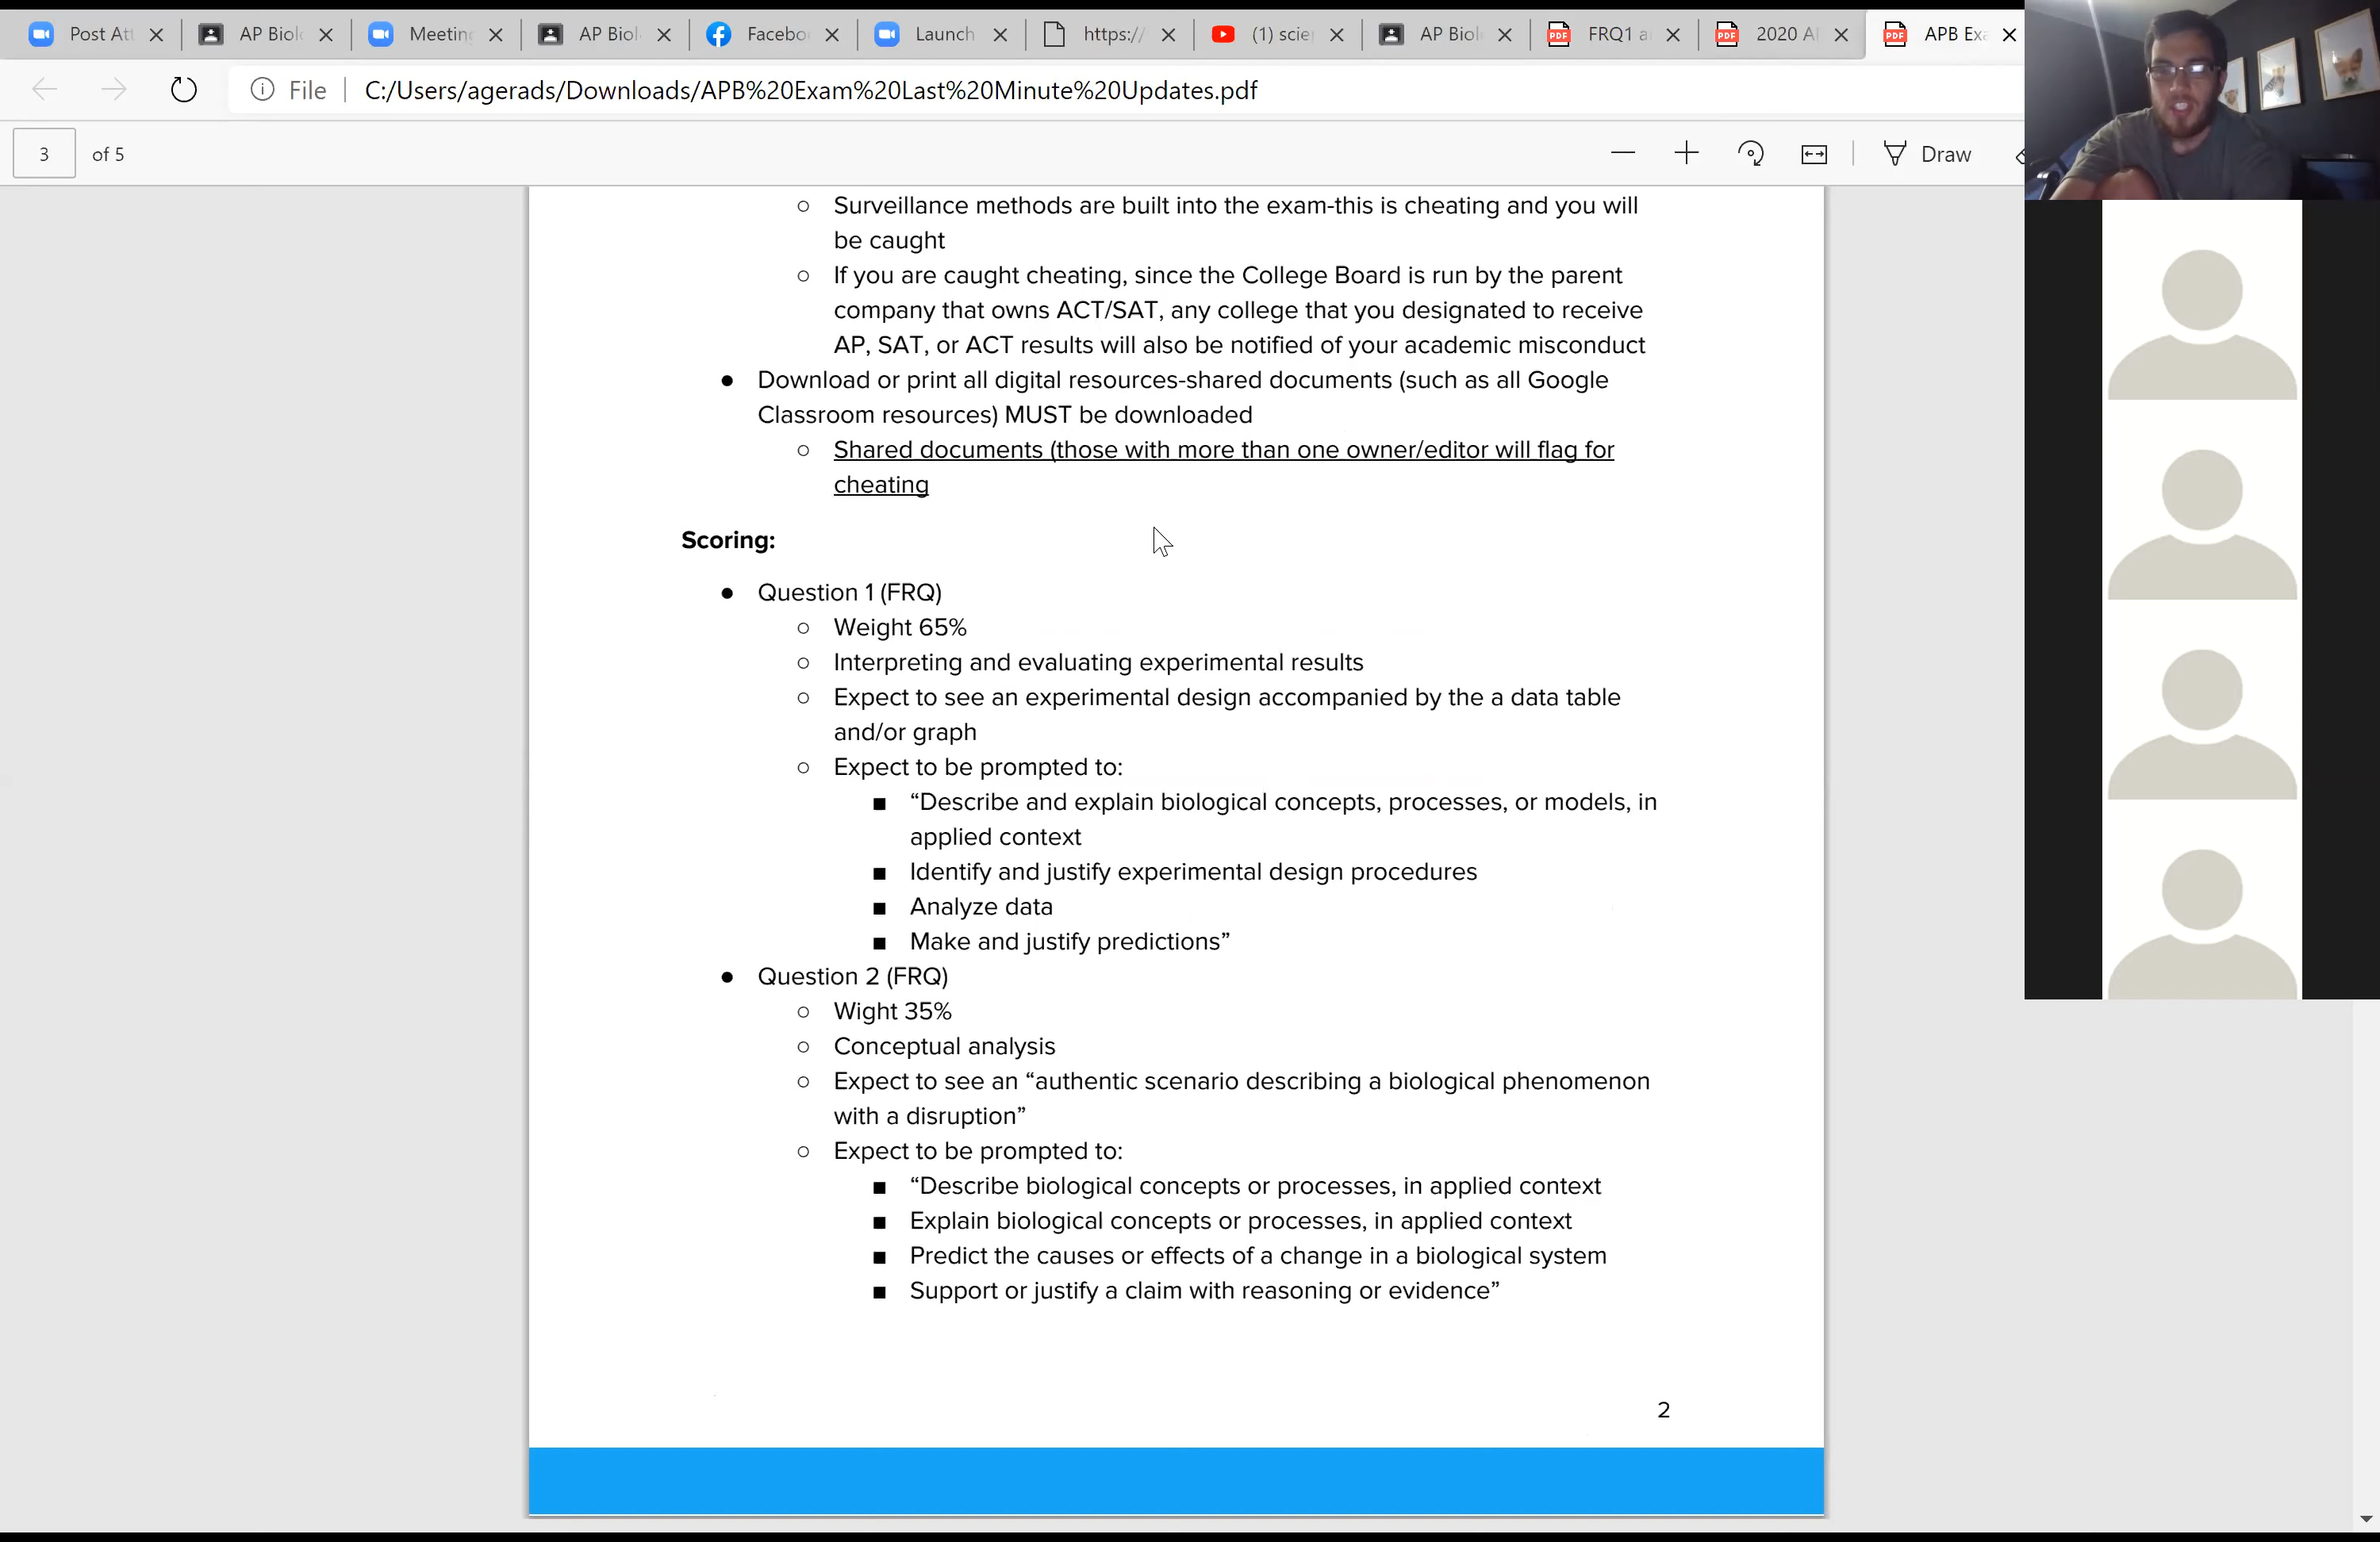 Post Att
AP Biol
Meeting
AP Biol
Facebo
Launch
https://
(1) scie
AP Biol
FRQ1 a
2020 A
APB Exa
File
C:/Users/agerads/Downloads/APB%20Exam%20Last%20Minute%20Updates.pdf
3 of 5
Draw
○ Surveillance methods are built into the exam-this is cheating and you will
be caught
○ If you are caught cheating, since the College Board is run by the parent
company that owns ACT/SAT, any college that you designated to receive
AP, SAT, or ACT results will also be notified of your academic misconduct
● Download or print all digital resources-shared documents (such as all Google
Classroom resources) MUST be downloaded
○ Shared documents (those with more than one owner/editor will flag for
cheating
Scoring:
● Question 1 (FRQ)
○ Weight 65%
○ Interpreting and evaluating experimental results
○ Expect to see an experimental design accompanied by the a data table
and/or graph
○ Expect to be prompted to:
■ “Describe and explain biological concepts, processes, or models, in
applied context
■ Identify and justify experimental design procedures
■ Analyze data
■ Make and justify predictions”
● Question 2 (FRQ)
○ Wight 35%
○ Conceptual analysis
○ Expect to see an “authentic scenario describing a biological phenomenon
with a disruption”
○ Expect to be prompted to:
■ “Describe biological concepts or processes, in applied context
■ Explain biological concepts or processes, in applied context
■ Predict the causes or effects of a change in a biological system
■ Support or justify a claim with reasoning or evidence”
2